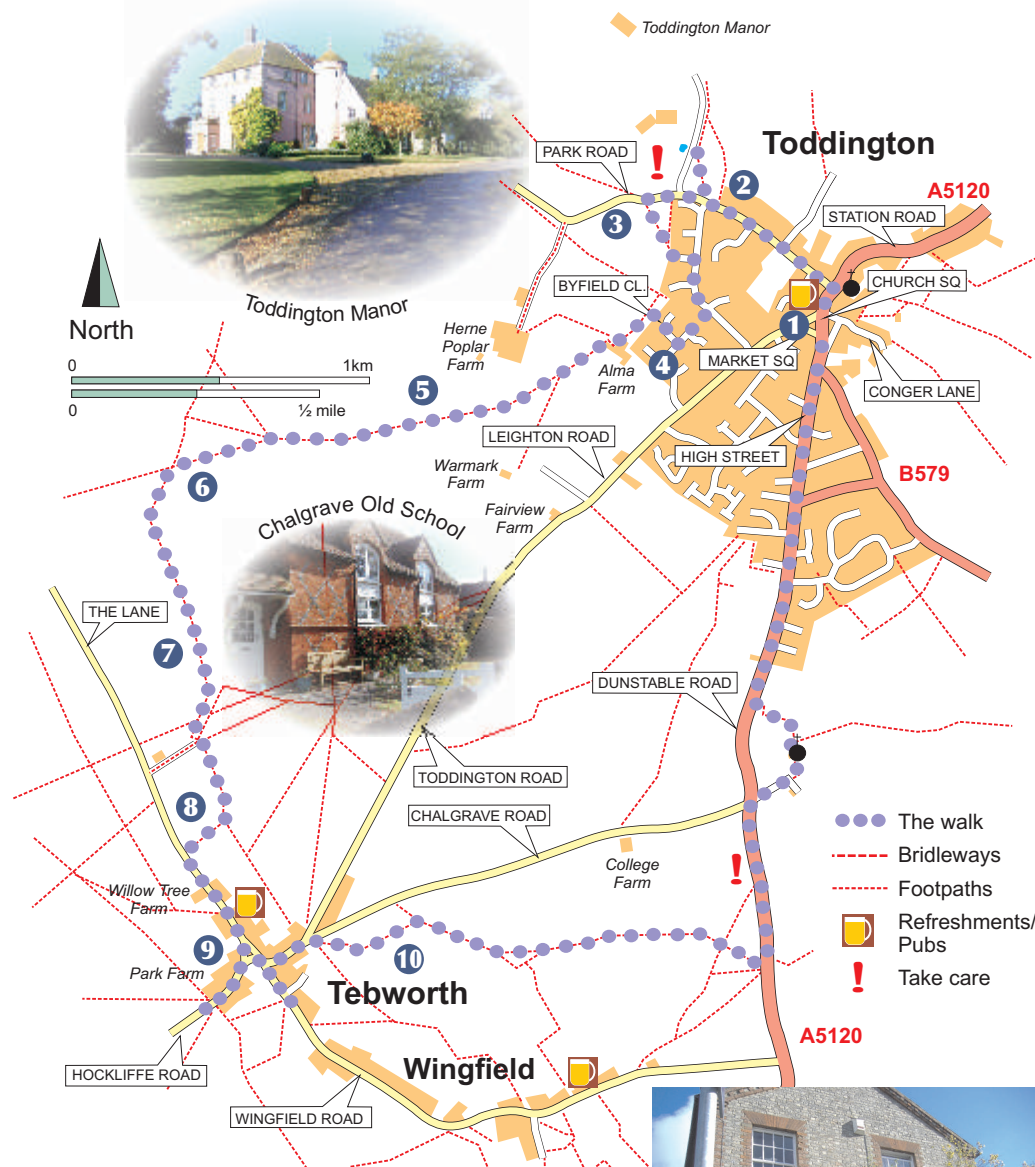 Toddington Manor
Toddington
PARK ROAD
!
2
A5120
STATION ROAD
3
BYFIELD CL.
CHURCH SQ
1
MARKET SQ
CONGER LANE
Toddington Manor
North
0 1km
0 ½ mile
Herne
Poplar
Farm
Alma
Farm
4
5
LEIGHTON ROAD
HIGH STREET
B579
Warmark
Farm
Fairview
Farm
6
Chalgrave Old School
THE LANE
7
DUNSTABLE ROAD
TODDINGTON ROAD
8
CHALGRAVE ROAD
College
Farm
!
The walk
Bridleways
Footpaths
Refreshments/
Pubs
! Take care
Willow Tree
Farm
9
10
Park Farm
Tebworth
A5120
HOCKLIFFE ROAD
Wingfield
WINGFIELD ROAD